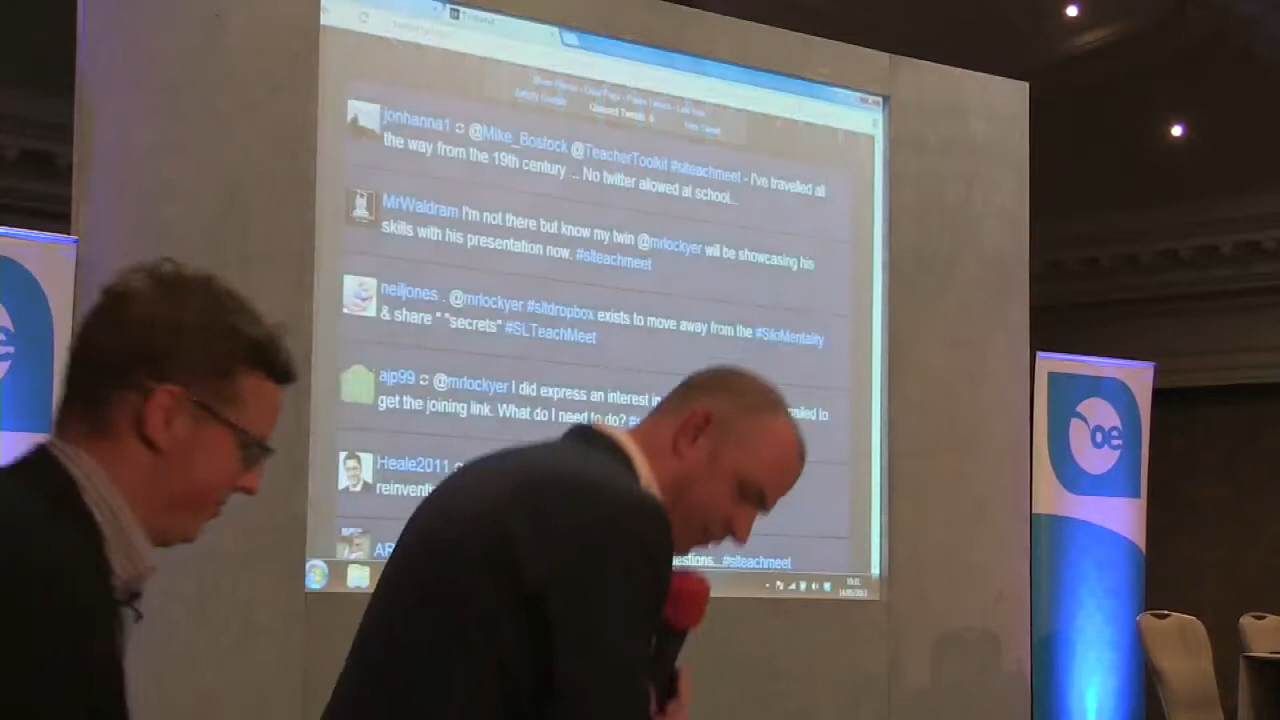 jonhanna1 @Mike_Bostock @TeacherToolkit #slteachmeet - I've travelled all
the way from the 19th century ... No twitter allowed at school...
MrWaldram I'm not there but know my twin @mrlockyer will be showcasing his
skills with his presentation now. #slteachmeet
neiljones . @mrlockyer #sltdropbox exists to move away from the #SiloMentality
& share " "secrets" #SLTeachMeet
ajp99 @mrlockyer I did express an interest in
get the joining link. What do I need to do?
Heale2011
AR
#slteachmeet
oe